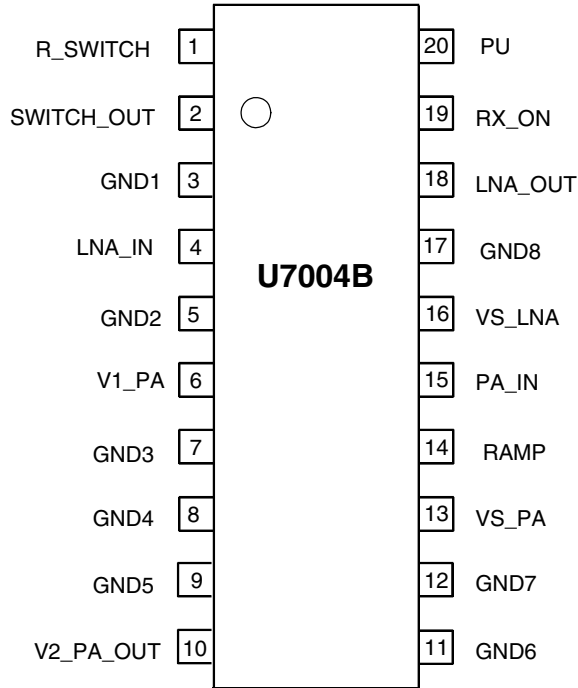 R_SWITCH 1 20 PU
SWITCH_OUT 2 19 RX_ON
GND1 3 18 LNA_OUT
LNA_IN 4 17 GND8
U7004B
GND2 5 16 VS_LNA
V1_PA 6 15 PA_IN
GND3 7 14 RAMP
GND4 8 13 VS_PA
GND5 9 12 GND7
V2_PA_OUT 10 11 GND6